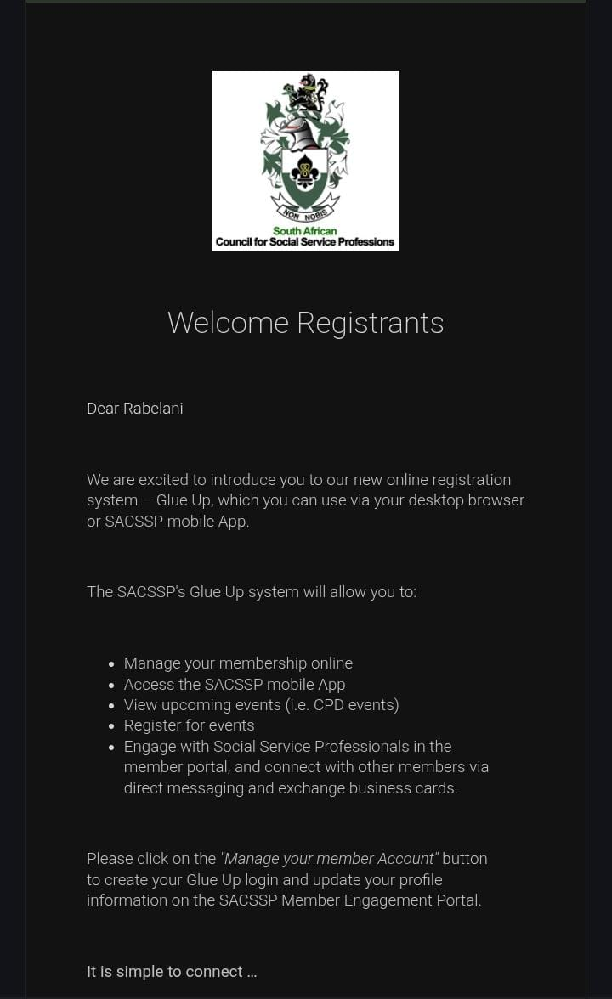 NON NOBIS
South African
Council for Social Service Professions
Welcome Registrants
Dear Rabelani
We are excited to introduce you to our new online registration
system – Glue Up, which you can use via your desktop browser
or SACSSP mobile App.
The SACSSP's Glue Up system will allow you to:
• Manage your membership online
• Access the SACSSP mobile App
• View upcoming events (i.e. CPD events)
• Register for events
• Engage with Social Service Professionals in the
member portal, and connect with other members via
direct messaging and exchange business cards.
Please click on the "Manage your member Account" button
to create your Glue Up login and update your profile
information on the SACSSP Member Engagement Portal.
It is simple to connect ...